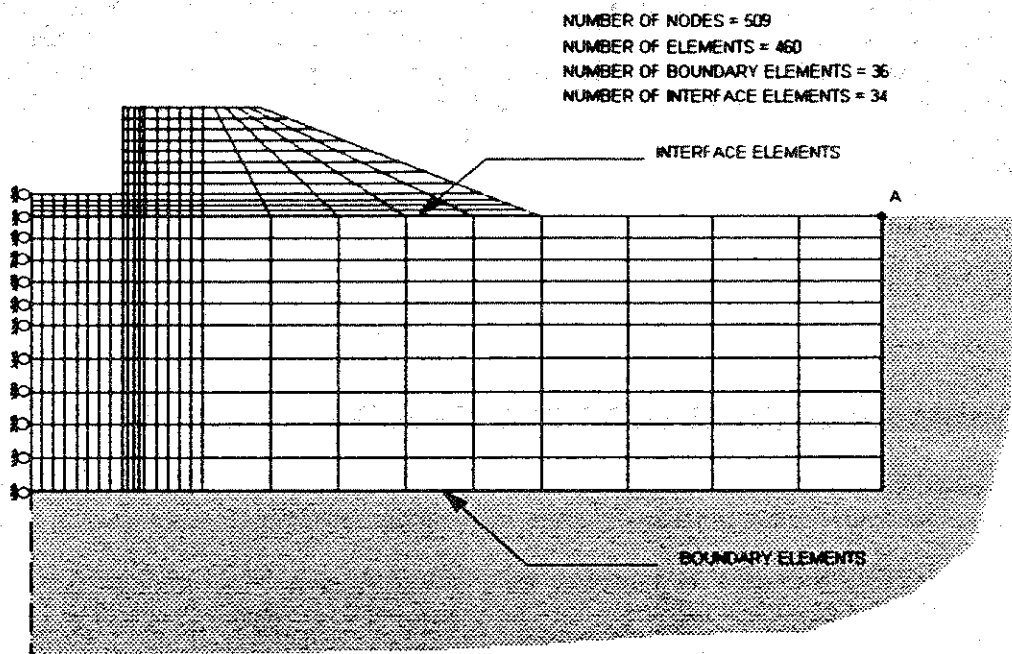 NUMBER OF NODES = 509
NUMBER OF ELEMENTS = 460
NUMBER OF BOUNDARY ELEMENTS = 36
NUMBER OF INTERFACE ELEMENTS = 34
INTERFACE ELEMENTS
A
BOUNDARY ELEMENTS